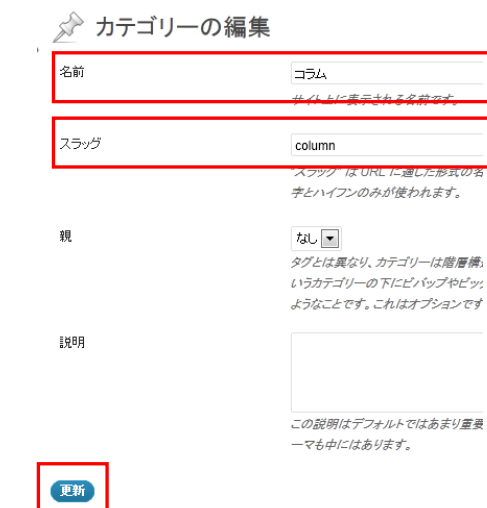 カテゴリーの編集
名前
コラム
サイト上に表示される名前です。
スラッグ
column
"スラッグ" は URL に適した形式の名
字とハイフンのみが使われます。
親
なし
タグとは異なり、カテゴリーは階層構
いうカテゴリーの下にビバップやビッグ
ようなことです。これはオプションです
説明
この説明はデフォルトではあまり重要
ーマも中にはあります。
更新